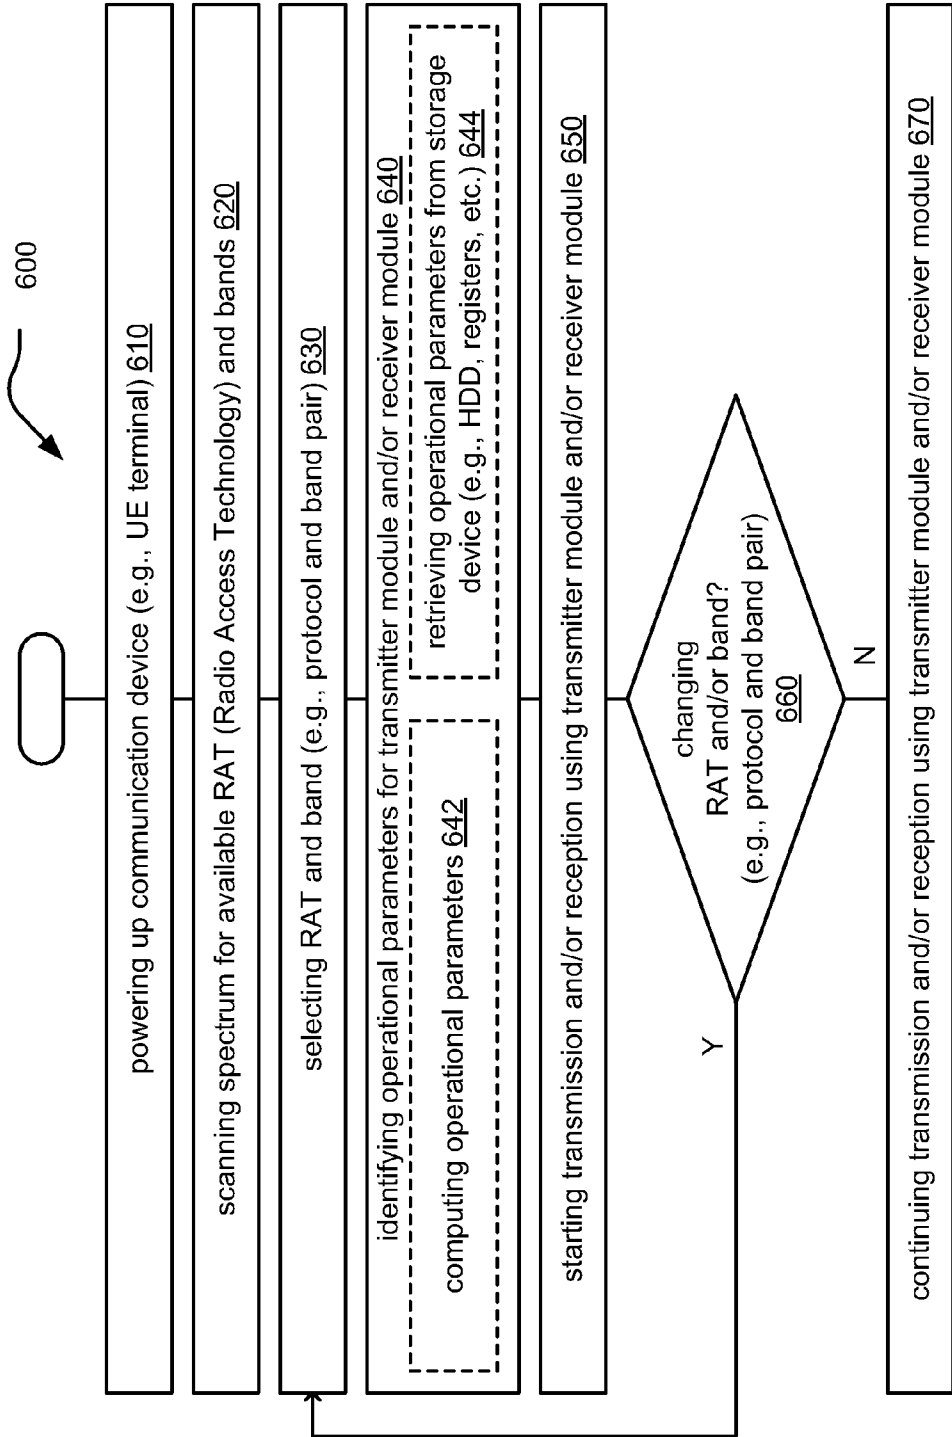 600
powering up communication device (e.g., UE terminal) 610
scanning spectrum for available RAT (Radio Access Technology) and bands 620
selecting RAT and band (e.g., protocol and band pair) 630
identifying operational parameters for transmitter module and/or receiver module 640
computing operational parameters 642
retrieving operational parameters from storage
device (e.g., HDD, registers, etc.) 644
starting transmission and/or reception using transmitter module and/or receiver module 650
changing
RAT and/or band?
(e.g., protocol and band pair)
660
Y
N
continuing transmission and/or reception using transmitter module and/or receiver module 670